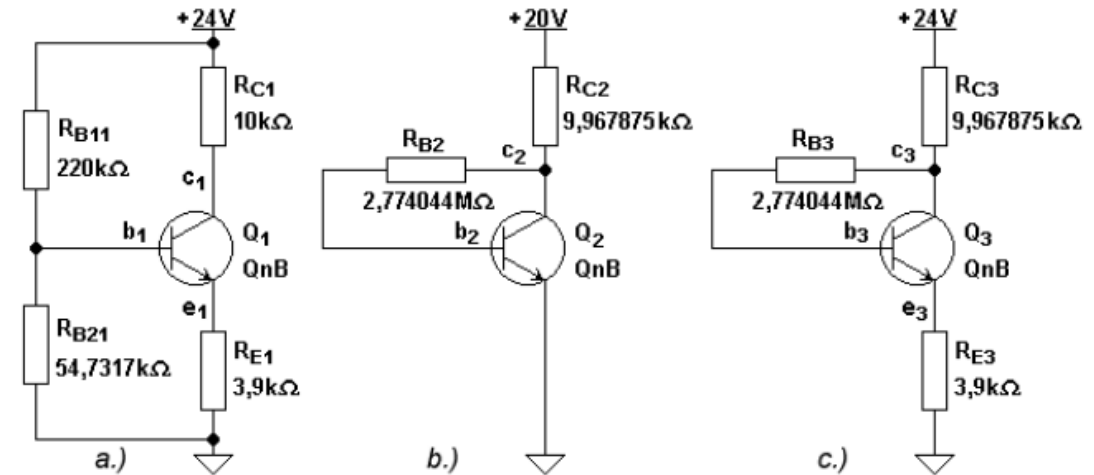 +24V
RC1
10kΩ
RB11
220kΩ
c1
b1
Q1
QnB
e1
RB21
54,7317kΩ
RE1
3,9kΩ
a.)
+20V
RC2
9,967875kΩ
RB2
c2
2,774044MΩ
b2
Q2
QnB
b.)
+24V
RC3
9,967875kΩ
RB3
c3
2,774044MΩ
b3
Q3
QnB
e3
RE3
3,9kΩ
c.)